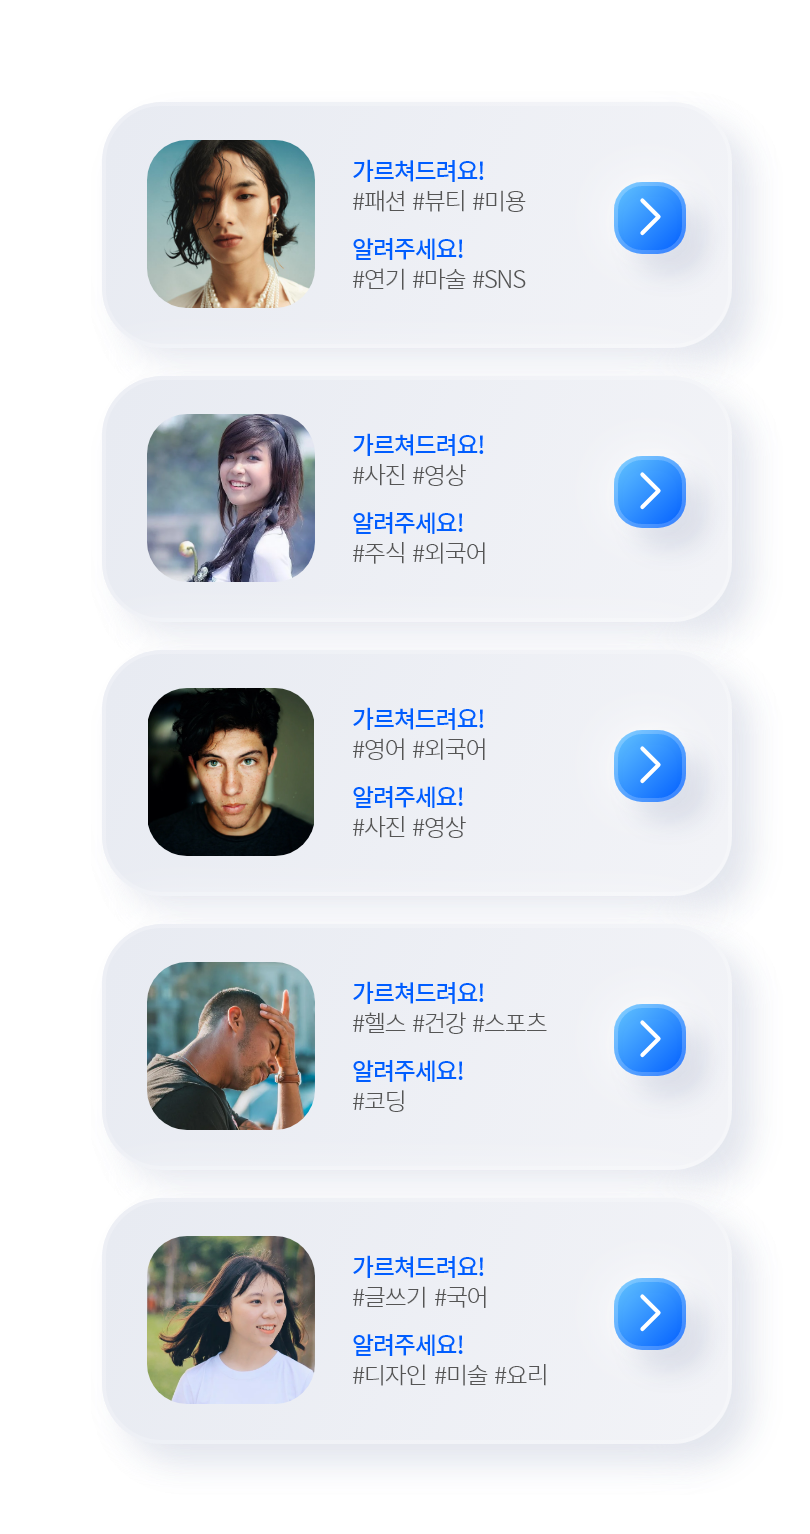 가르쳐드려요!
#패션 #뷰티 #미용
알려주세요!
#연기 #마술 #SNS
가르쳐드려요!
#사진 #영상
알려주세요!
#주식 #외국어
가르쳐드려요!
#영어 #외국어
알려주세요!
#사진 #영상
가르쳐드려요!
#헬스 #건강 #스포츠
알려주세요!
#코딩
가르쳐드려요!
#글쓰기 #국어
알려주세요!
#디자인 #미술 #요리